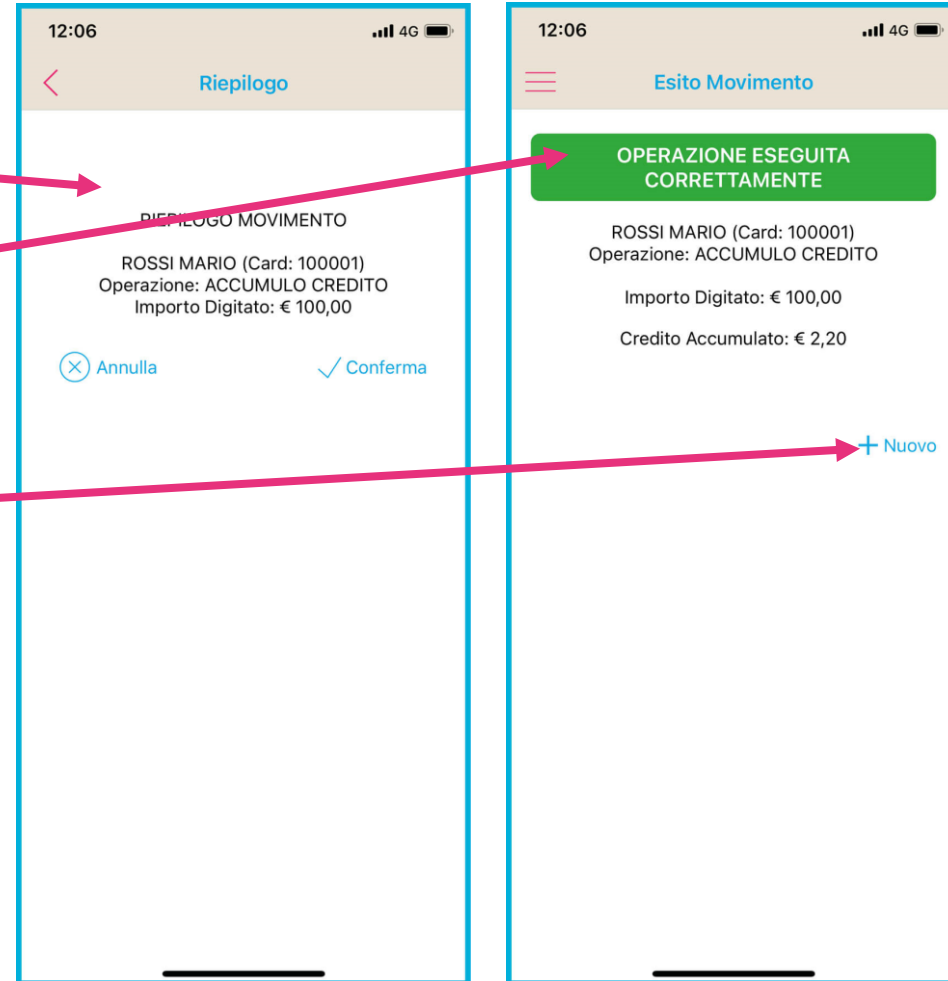 12:06
4G
Riepilogo
RIEPILOGO MOVIMENTO
ROSSI MARIO (Card: 100001)
Operazione: ACCUMULO CREDITO
Importo Digitato: € 100,00
Annulla
Conferma
12:06
4G
Esito Movimento
OPERAZIONE ESEGUITA
CORRETTAMENTE
ROSSI MARIO (Card: 100001)
Operazione: ACCUMULO CREDITO
Importo Digitato: € 100,00
Credito Accumulato: € 2,20
+ Nuovo